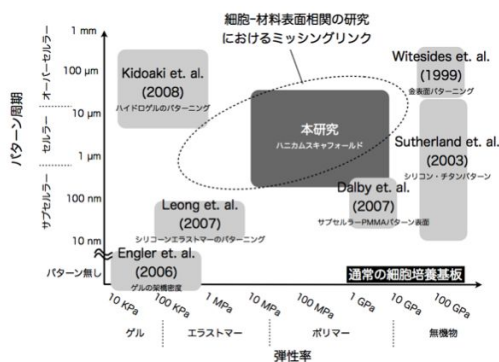 細胞-材料表面相関の研究
におけるミッシングリンク
1 mm
100 μm
10 μm
1 μm
100 nm
10 nm
パターン無し
パターン周期
オーバーセルラー
セルラー
サブセルラー
Kidoaki et. al.
(2008)
ハイドロゲルのパターニング
Witesides et. al.
(1999)
金表面パターニング
本研究
ハニカムスキャフォールド
Sutherland et. al.
(2003)
シリコン・チタンパターン
Dalby et. al.
(2007)
サブセルラーPMMAパターン表面
Leong et. al.
(2007)
シリコーンエラストマーのパターニング
Engler et. al.
(2006)
ゲルの架橋密度
通常の細胞培養基板
10 KPa
100 KPa
1 MPa
10 MPa
100 MPa
1 GPa
10 GPa
100 GPa
ゲル
エラストマー
ポリマー
無機物
弾性率